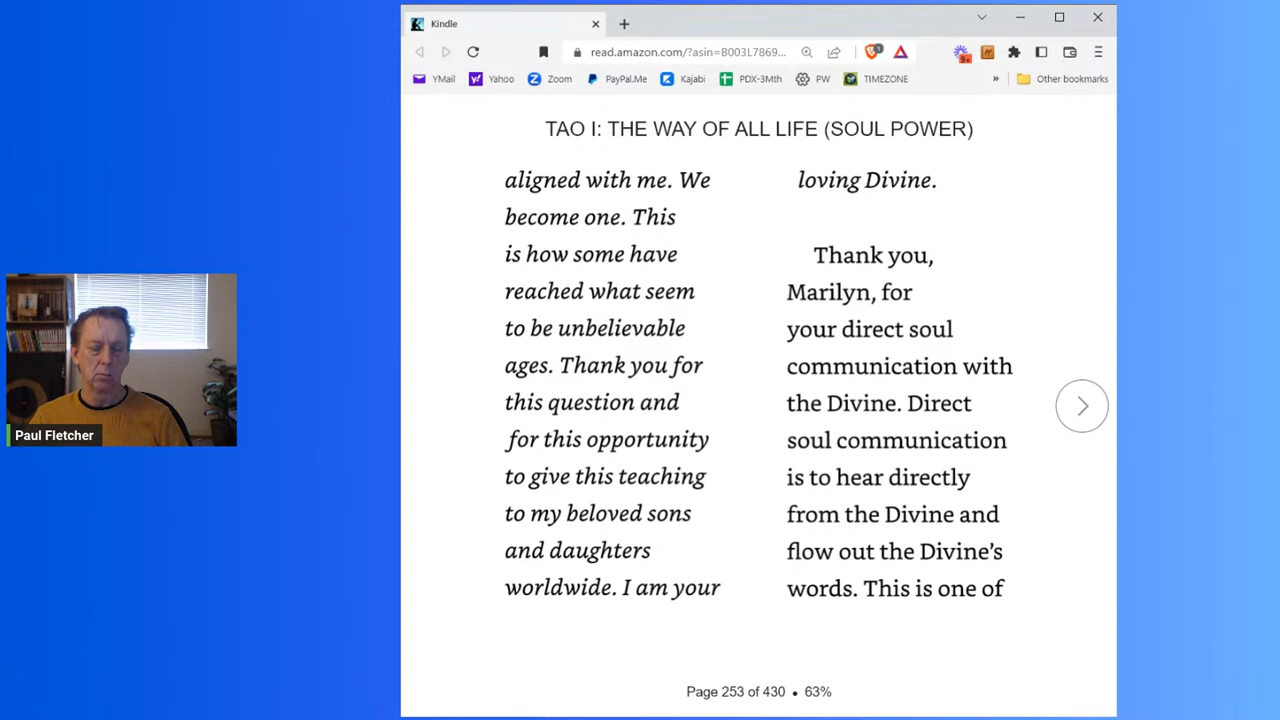 Kindle
read.amazon.com/?asin=B003L7869...
1
9+
YMail
Yahoo
Zoom
PayPal.Me
Kajabi
PDX-3Mth
PW
TIMEZONE
»
Other bookmarks
TAO I: THE WAY OF ALL LIFE (SOUL POWER)
aligned with me. We
become one. This
is how some have
reached what seem
to be unbelievable
ages. Thank you for
this question and
for this opportunity
to give this teaching
to my beloved sons
and daughters
worldwide. I am your
loving Divine.
Thank you,
Marilyn, for
your direct soul
communication with
the Divine. Direct
soul communication
is to hear directly
from the Divine and
flow out the Divine’s
words. This is one of
Page 253 of 430 • 63%
Paul Fletcher